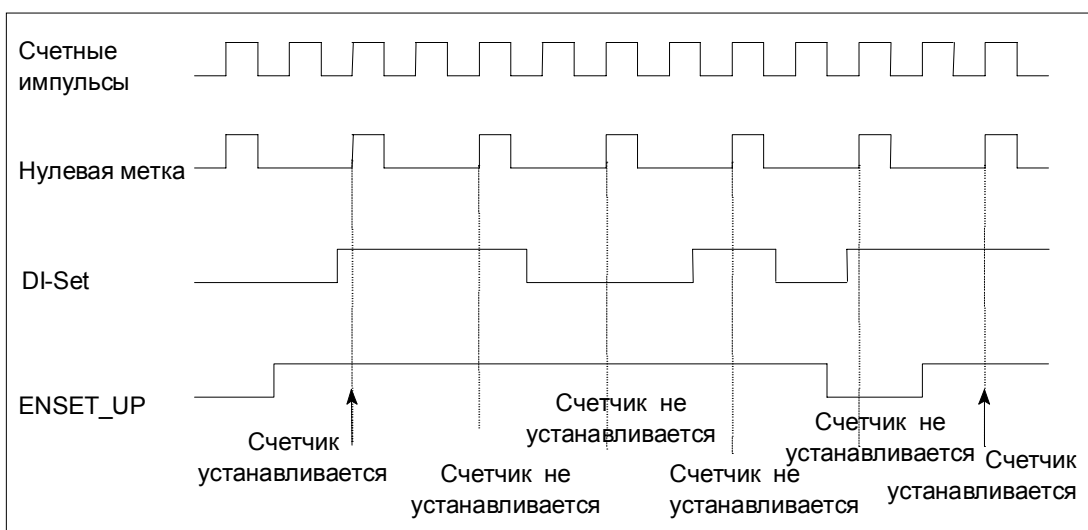 Счетные
импульсы
Нулевая метка
DI-Set
ENSET_UP
Счетчик
устанавливается
Счетчик не
устанавливается
Счетчик не
устанавливается
Счетчик не
устанавливается
Счетчик не
устанавливается
Счетчик
устанавливается